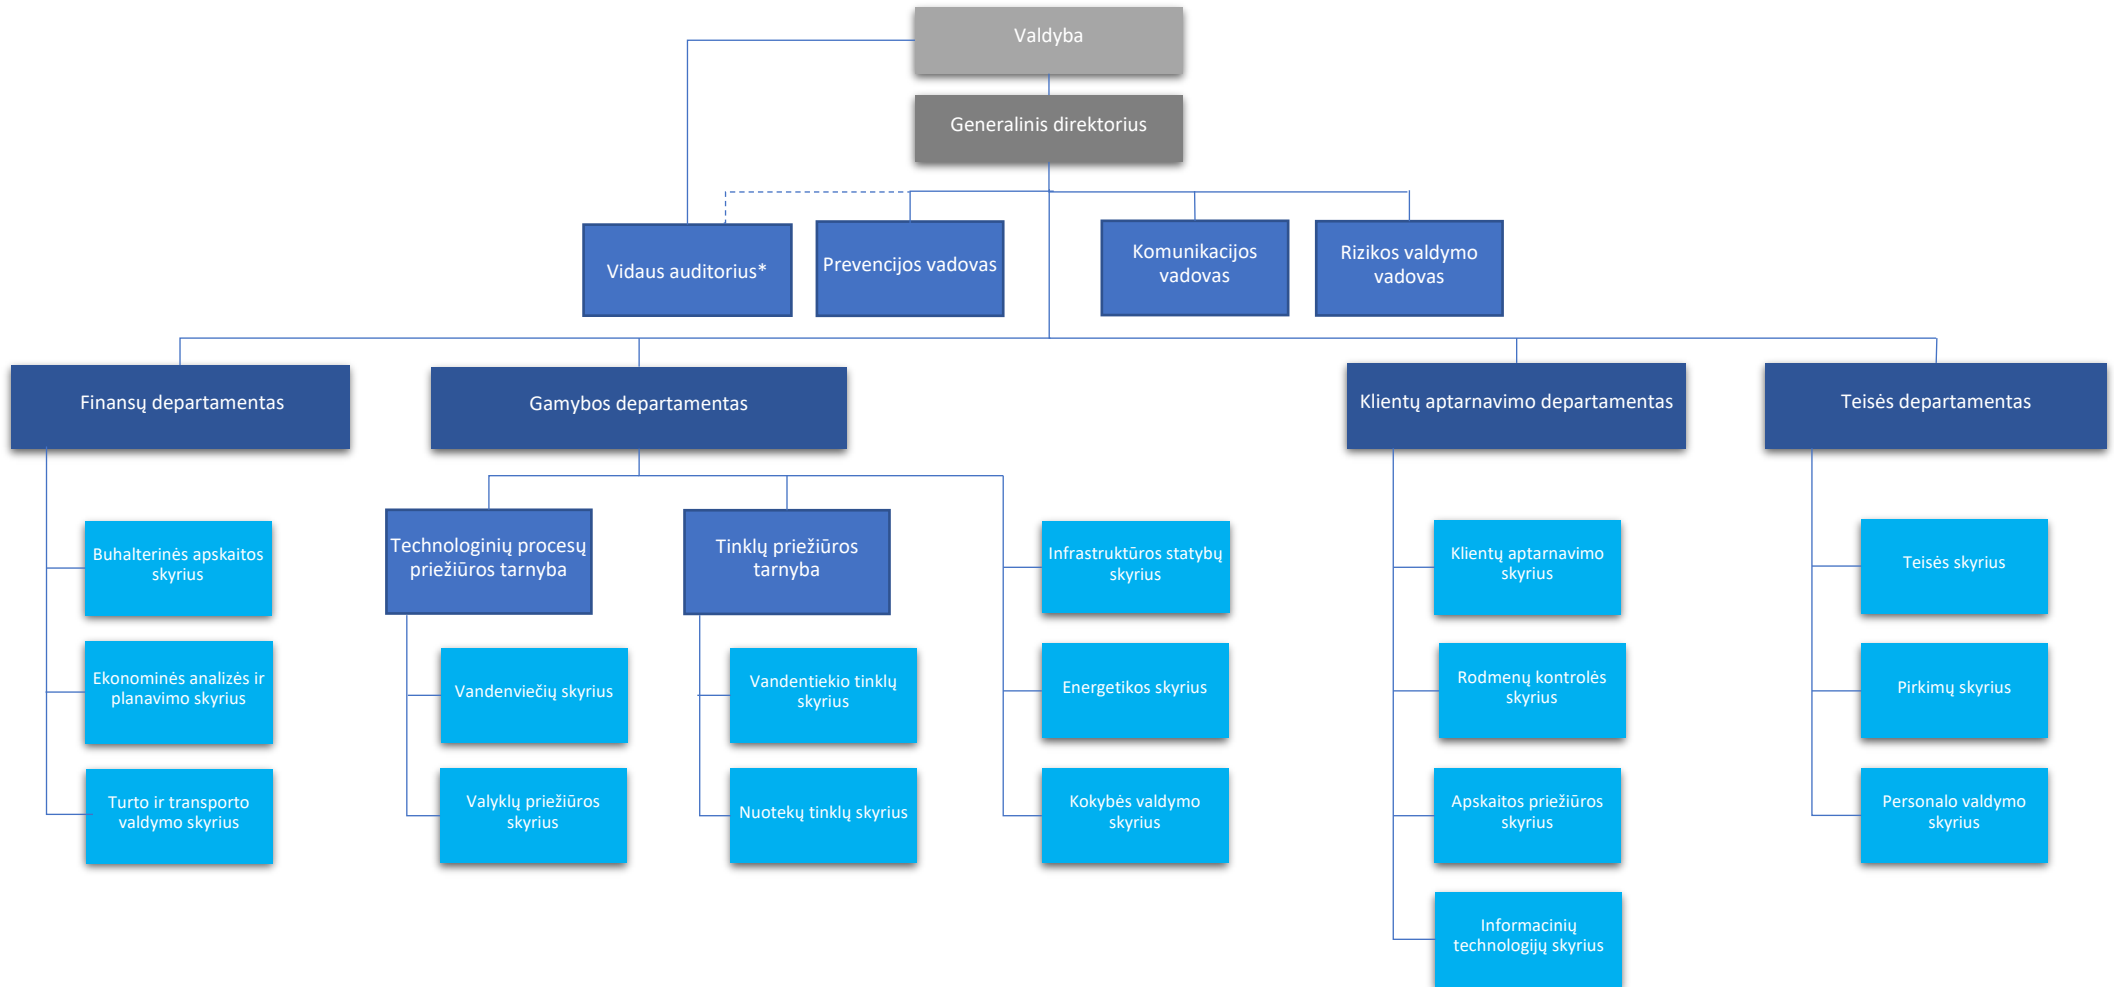 Valdyba
Generalinis direktorius
Vidaus auditorius*
Prevencijos vadovas
Komunikacijos
vadovas
Rizikos valdymo
vadovas
Finansų departamentas
Gamybos departamentas
Klientų aptarnavimo departamentas
Teisės departamentas
Buhalterinės apskaitos
skyrius
Ekonominės analizės ir
planavimo skyrius
Turto ir transporto
valdymo skyrius
Technologinių procesų
priežiūros tarnyba
Vandenviečių skyrius
Valyklų priežiūros
skyrius
Tinklų priežiūros
tarnyba
Vandentiekio tinklų
skyrius
Nuotekų tinklų skyrius
Infrastruktūros statybų
skyrius
Energetikos skyrius
Kokybės valdymo
skyrius
Klientų aptarnavimo
skyrius
Rodmenų kontrolės
skyrius
Apskaitos priežiūros
skyrius
Informacinių
technologijų skyrius
Teisės skyrius
Pirkimų skyrius
Personalo valdymo
skyrius